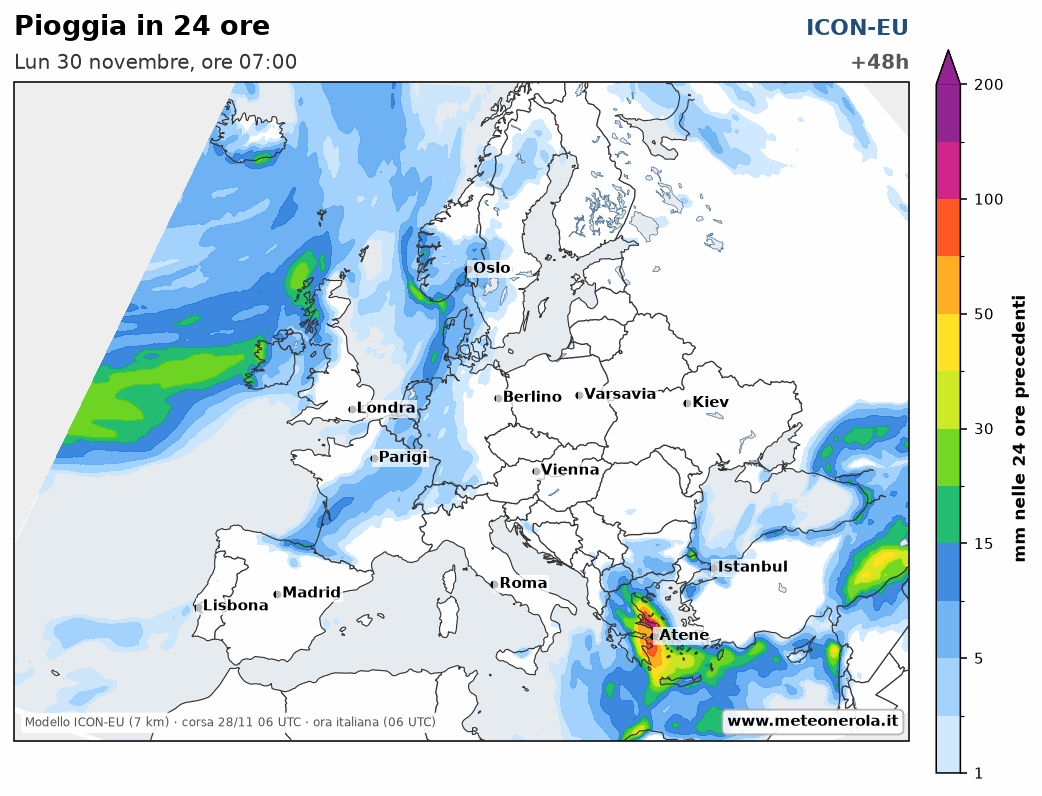 Pioggia in 24 ore
ICON-EU
Lun 30 novembre, ore 07:00
+48h
200
100
50
30
15
5
1
mm nelle 24 ore precedenti
Oslo
Berlino
Varsavia
Kiev
Londra
Parigi
Vienna
Istanbul
Roma
Madrid
Lisbona
Atene
Modello ICON-EU (7 km) · corsa 28/11 06 UTC · ora italiana (06 UTC)
www.meteonerola.it